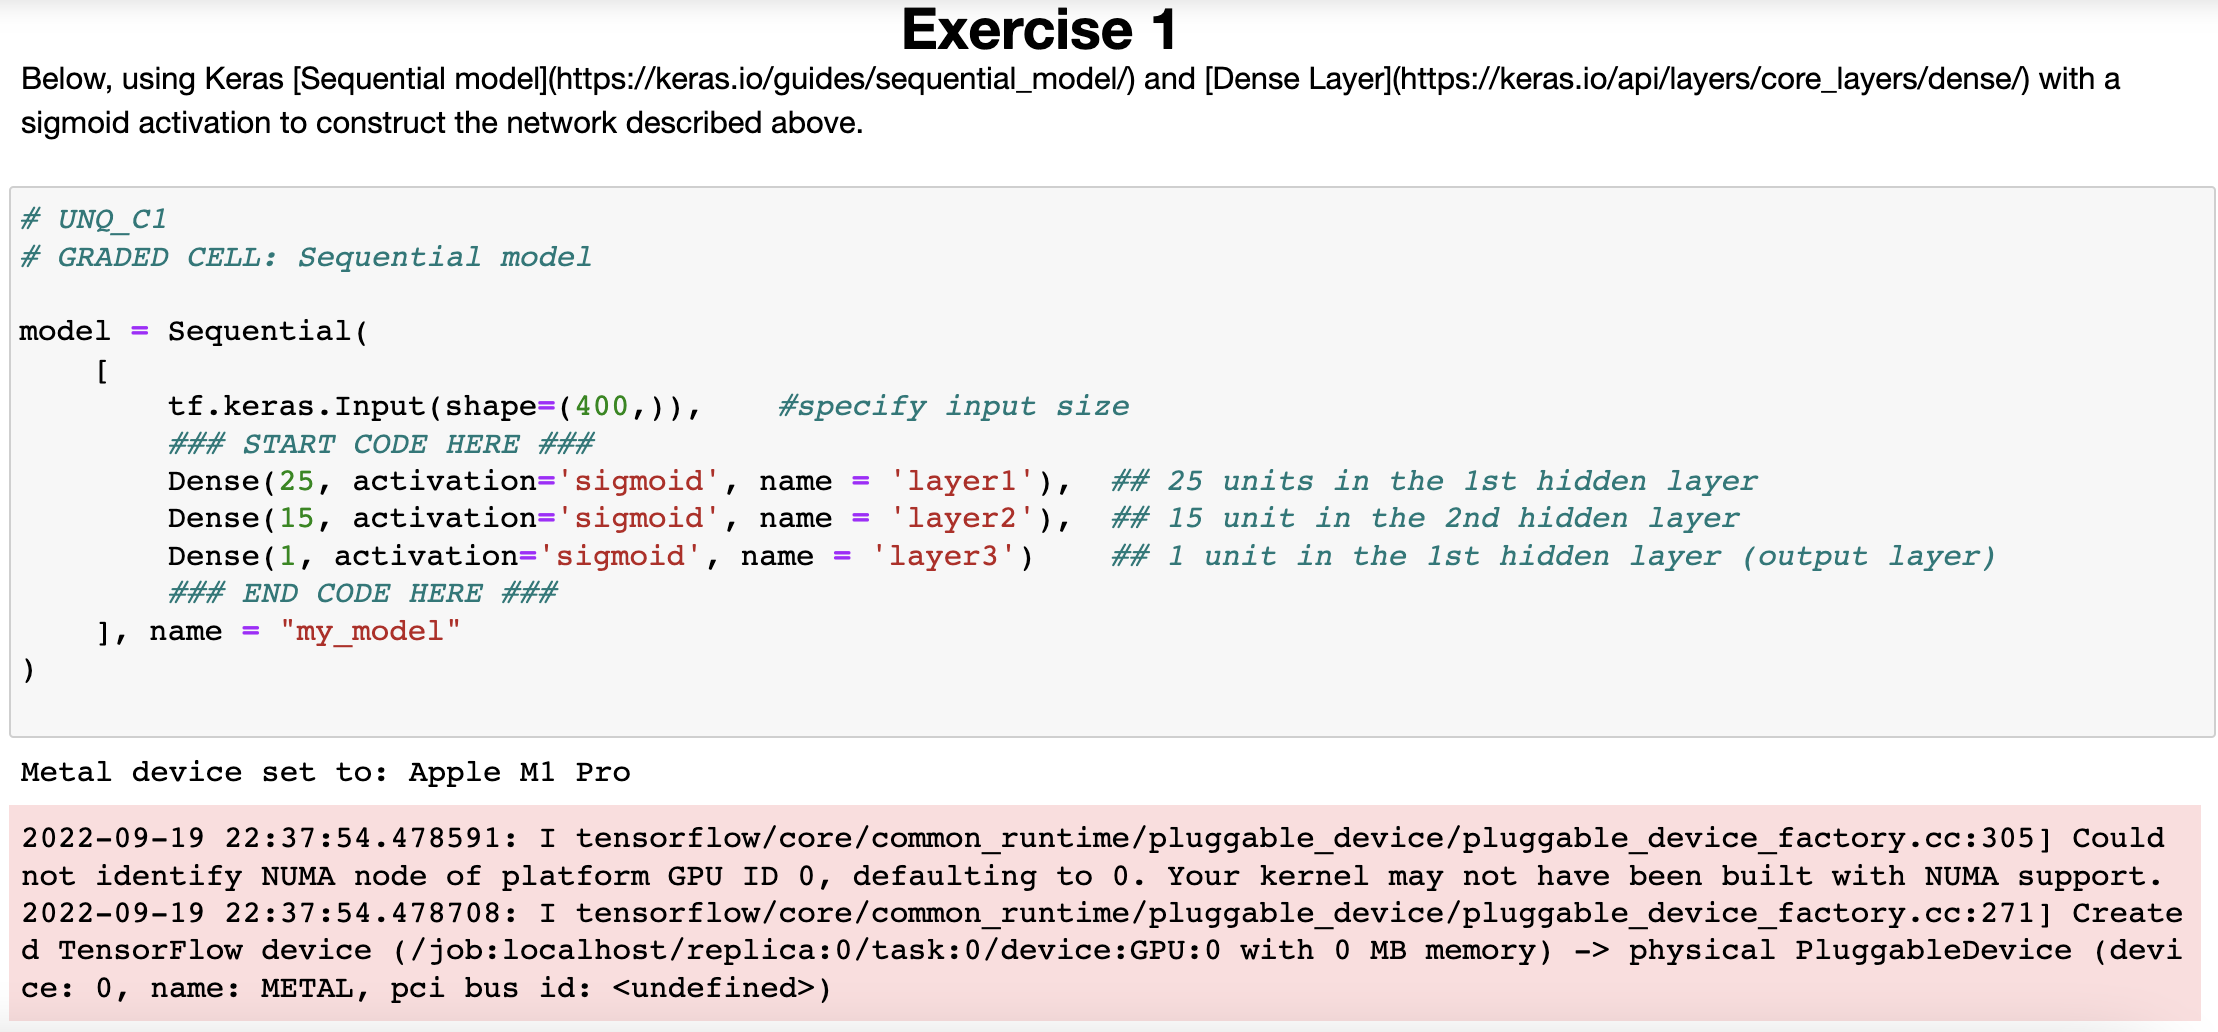 Exercise 1
Below, using Keras [Sequential model](https://keras.io/guides/sequential_model/) and [Dense Layer](https://keras.io/api/layers/core_layers/dense/) with a
sigmoid activation to construct the network described above.
# UNQ_C1
# GRADED CELL: Sequential model
model = Sequential(
    [
        tf.keras.Input(shape=(400,)),    #specify input size
        ### START CODE HERE ###
        Dense(25, activation='sigmoid', name = 'layer1'),  ## 25 units in the 1st hidden layer
        Dense(15, activation='sigmoid', name = 'layer2'),  ## 15 unit in the 2nd hidden layer
        Dense(1, activation='sigmoid', name = 'layer3')    ## 1 unit in the 1st hidden layer (output layer)
        ### END CODE HERE ###
    ], name = "my_model"
)
Metal device set to: Apple M1 Pro
2022-09-19 22:37:54.478591: I tensorflow/core/common_runtime/pluggable_device/pluggable_device_factory.cc:305] Could
not identify NUMA node of platform GPU ID 0, defaulting to 0. Your kernel may not have been built with NUMA support.
2022-09-19 22:37:54.478708: I tensorflow/core/common_runtime/pluggable_device/pluggable_device_factory.cc:271] Create
d TensorFlow device (/job:localhost/replica:0/task:0/device:GPU:0 with 0 MB memory) -> physical PluggableDevice (devi
ce: 0, name: METAL, pci bus id: <undefined>)